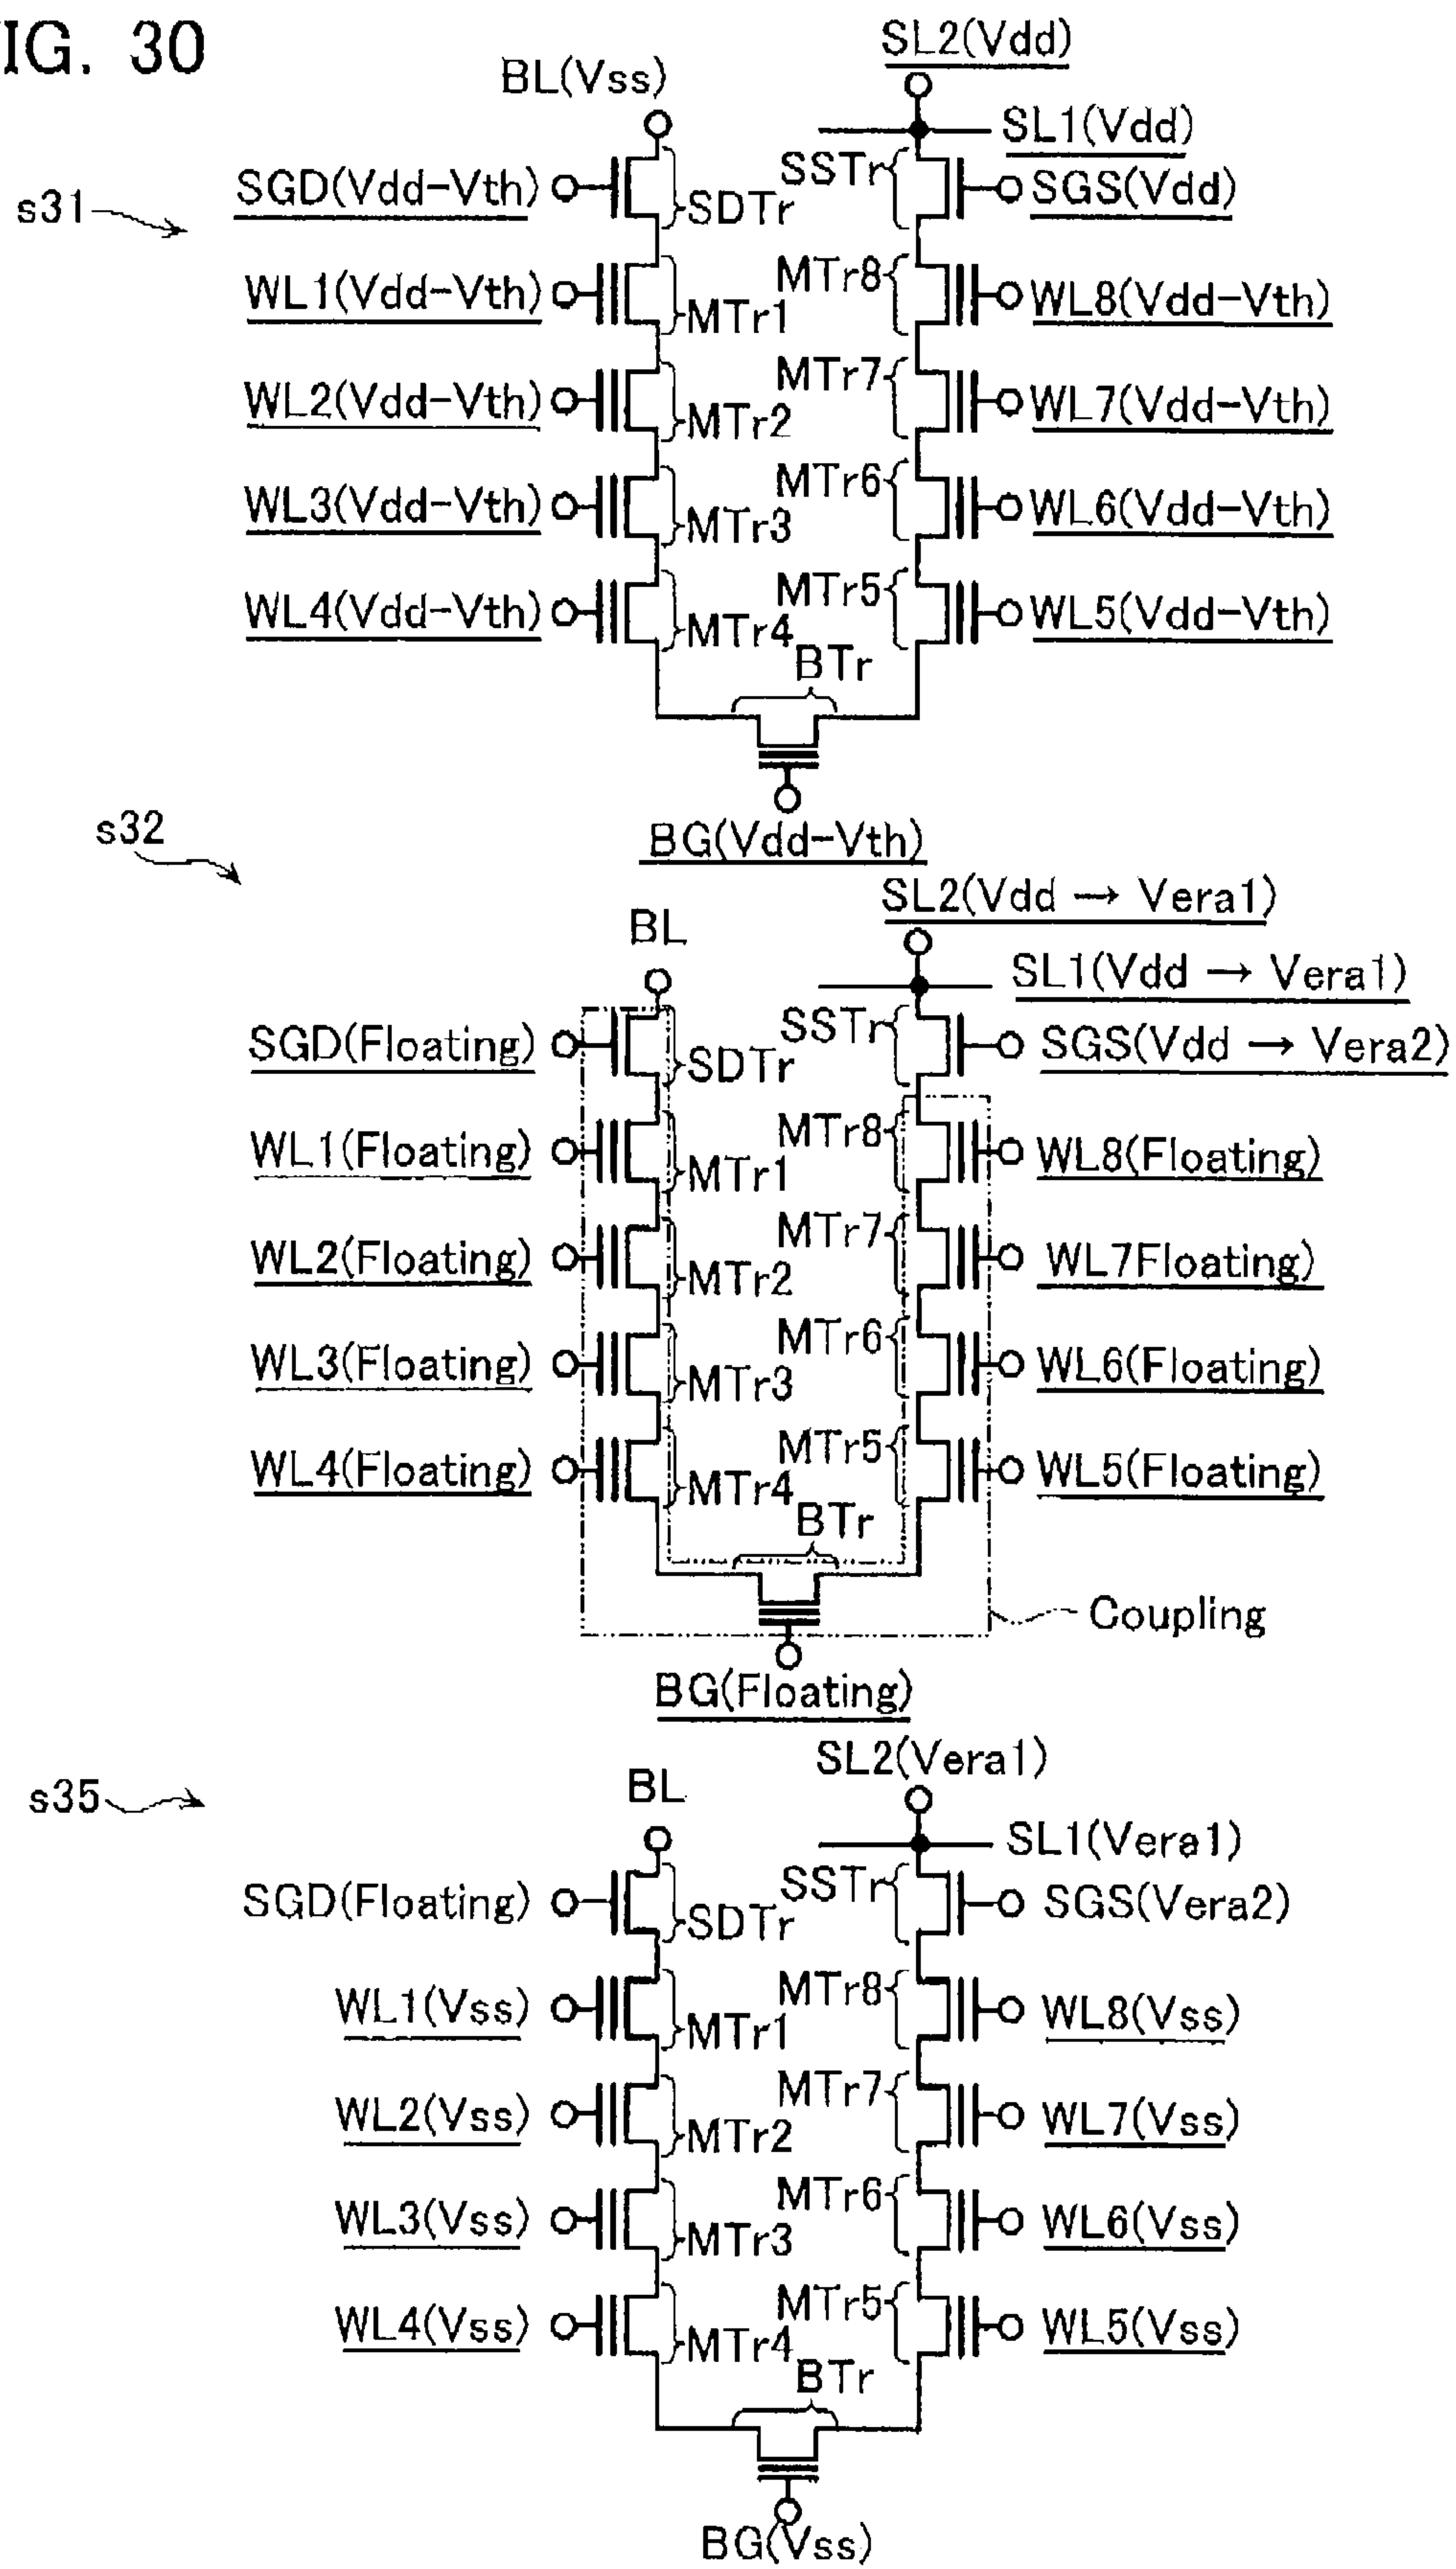 IG. 30
SL2(Vdd)
BL(Vss)
SL1(Vdd)
SSTr
SGD(Vdd-Vth)
SGS(Vdd)
s31
SDTr
MTr8
WL1(Vdd-Vth)
WL8(Vdd-Vth)
MTr1
MTr7
WL2(Vdd-Vth)
WL7(Vdd-Vth)
MTr2
MTr6
WL3(Vdd-Vth)
WL6(Vdd-Vth)
MTr3
MTr5
WL4(Vdd-Vth)
WL5(Vdd-Vth)
MTr4
BTr
BG(Vdd-Vth)
s32
SL2(Vdd → Vera1)
BL
SL1(Vdd → Vera1)
SSTr
SGD(Floating)
SGS(Vdd → Vera2)
SDTr
MTr8
WL1(Floating)
WL8(Floating)
MTr1
MTr7
WL2(Floating)
WL7Floating)
MTr2
MTr6
WL3(Floating)
WL6(Floating)
MTr3
MTr5
WL4(Floating)
WL5(Floating)
MTr4
BTr
Coupling
BG(Floating)
SL2(Vera1)
s35
BL
SL1(Vera1)
SSTr
SGD(Floating)
SGS(Vera2)
SDTr
MTr8
WL1(Vss)
WL8(Vss)
MTr1
MTr7
WL2(Vss)
WL7(Vss)
MTr2
MTr6
WL3(Vss)
WL6(Vss)
MTr3
MTr5
WL4(Vss)
WL5(Vss)
MTr4
BTr
BG(Vss)